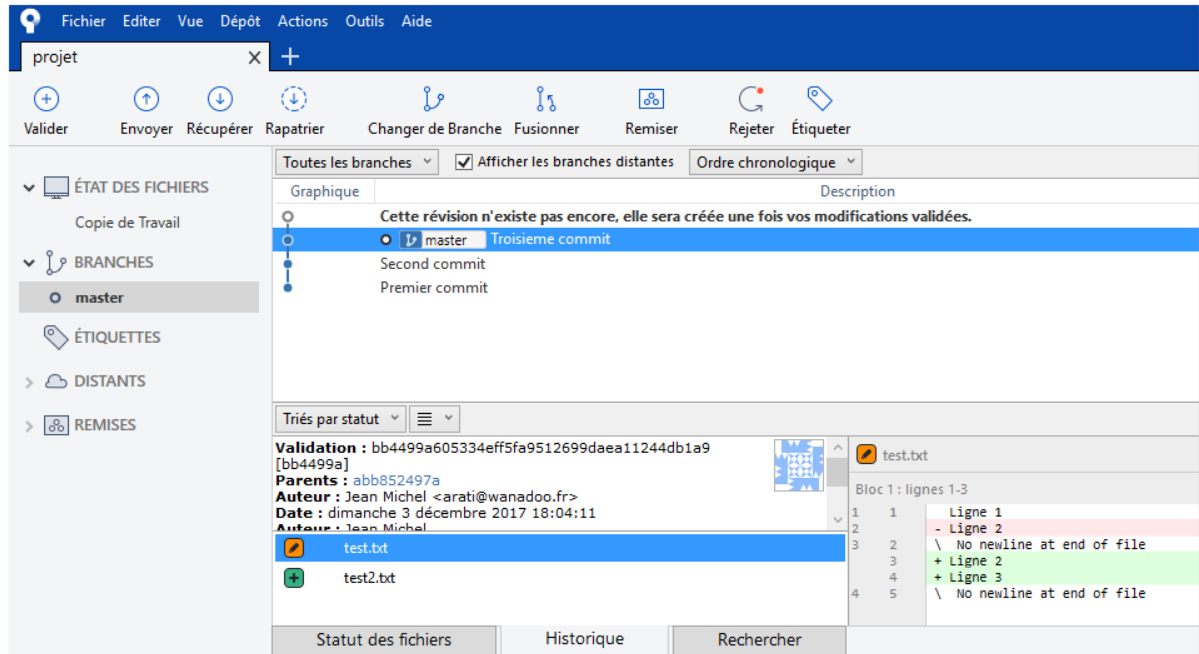 Fichier Editer Vue Dépôt Actions Outils Aide
projet
Valider Envoyer Récupérer Rapatrier Changer de Branche Fusionner Remiser Rejeter Étiqueter
ÉTAT DES FICHIERS
Copie de Travail
BRANCHES
master
ÉTIQUETTES
DISTANTS
REMISES
Toutes les branches Afficher les branches distantes Ordre chronologique
Graphique Description
Cette révision n'existe pas encore, elle sera créée une fois vos modifications validées.
master Troisieme commit
Second commit
Premier commit
Triés par statut
Validation : bb4499a605334eff5fa9512699daea11244db1a9
[bb4499a]
Parents : abb852497a
Auteur : Jean Michel <arati@wanadoo.fr>
Date : dimanche 3 décembre 2017 18:04:11
Auteur : Jean Michel
test.txt
test2.txt
test.txt
Bloc 1 : lignes 1-3
1 1 Ligne 1
2 - Ligne 2
3 2 \ No newline at end of file
3 + Ligne 2
4 + Ligne 3
4 5 \ No newline at end of file
Statut des fichiers Historique Rechercher